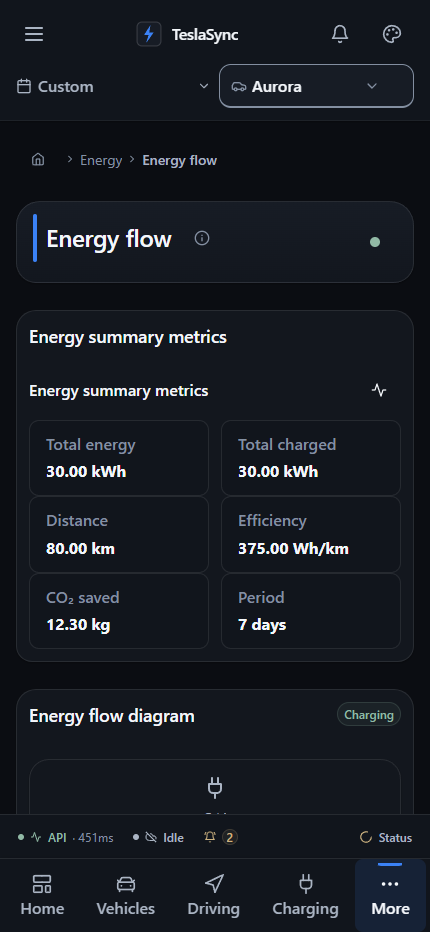 TeslaSync
Custom
Aurora
Energy
Energy flow
Energy flow
Energy summary metrics
Energy summary metrics
Total energy
30.00 kWh
Total charged
30.00 kWh
Distance
80.00 km
Efficiency
375.00 Wh/km
CO₂ saved
12.30 kg
Period
7 days
Energy flow diagram
Charging
API · 451ms
Idle
2
Status
Home
Vehicles
Driving
Charging
More